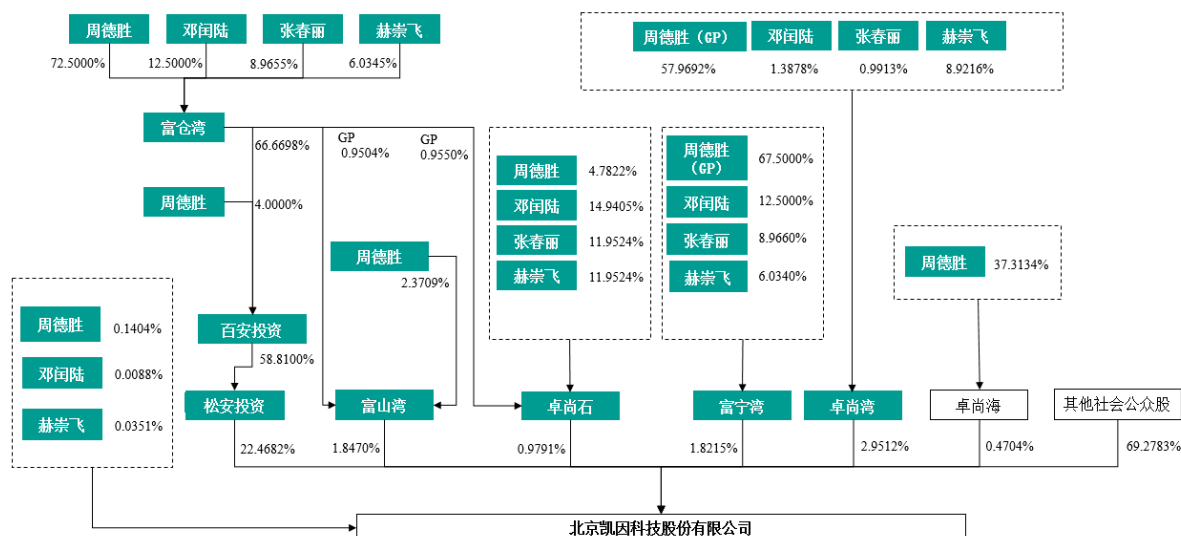 周德胜
邓闰陆
张春丽
赫崇飞
72.5000%
12.5000%
8.9655%
6.0345%
周德胜（GP）
邓闰陆
张春丽
赫崇飞
57.9692%
1.3878%
0.9913%
8.9216%
富仓湾
66.6698%
GP
0.9504%
GP
0.9550%
周德胜
4.0000%
周德胜
2.3709%
周德胜
4.7822%
邓闰陆
14.9405%
张春丽
11.9524%
赫崇飞
11.9524%
周德胜
（GP）
67.5000%
邓闰陆
12.5000%
张春丽
8.9660%
赫崇飞
6.0340%
周德胜
37.3134%
周德胜
0.1404%
邓闰陆
0.0088%
赫崇飞
0.0351%
百安投资
58.8100%
松安投资
富山湾
卓尚石
富宁湾
卓尚湾
卓尚海
其他社会公众股
22.4682%
1.8470%
0.9791%
1.8215%
2.9512%
0.4704%
69.2783%
北京凯因科技股份有限公司